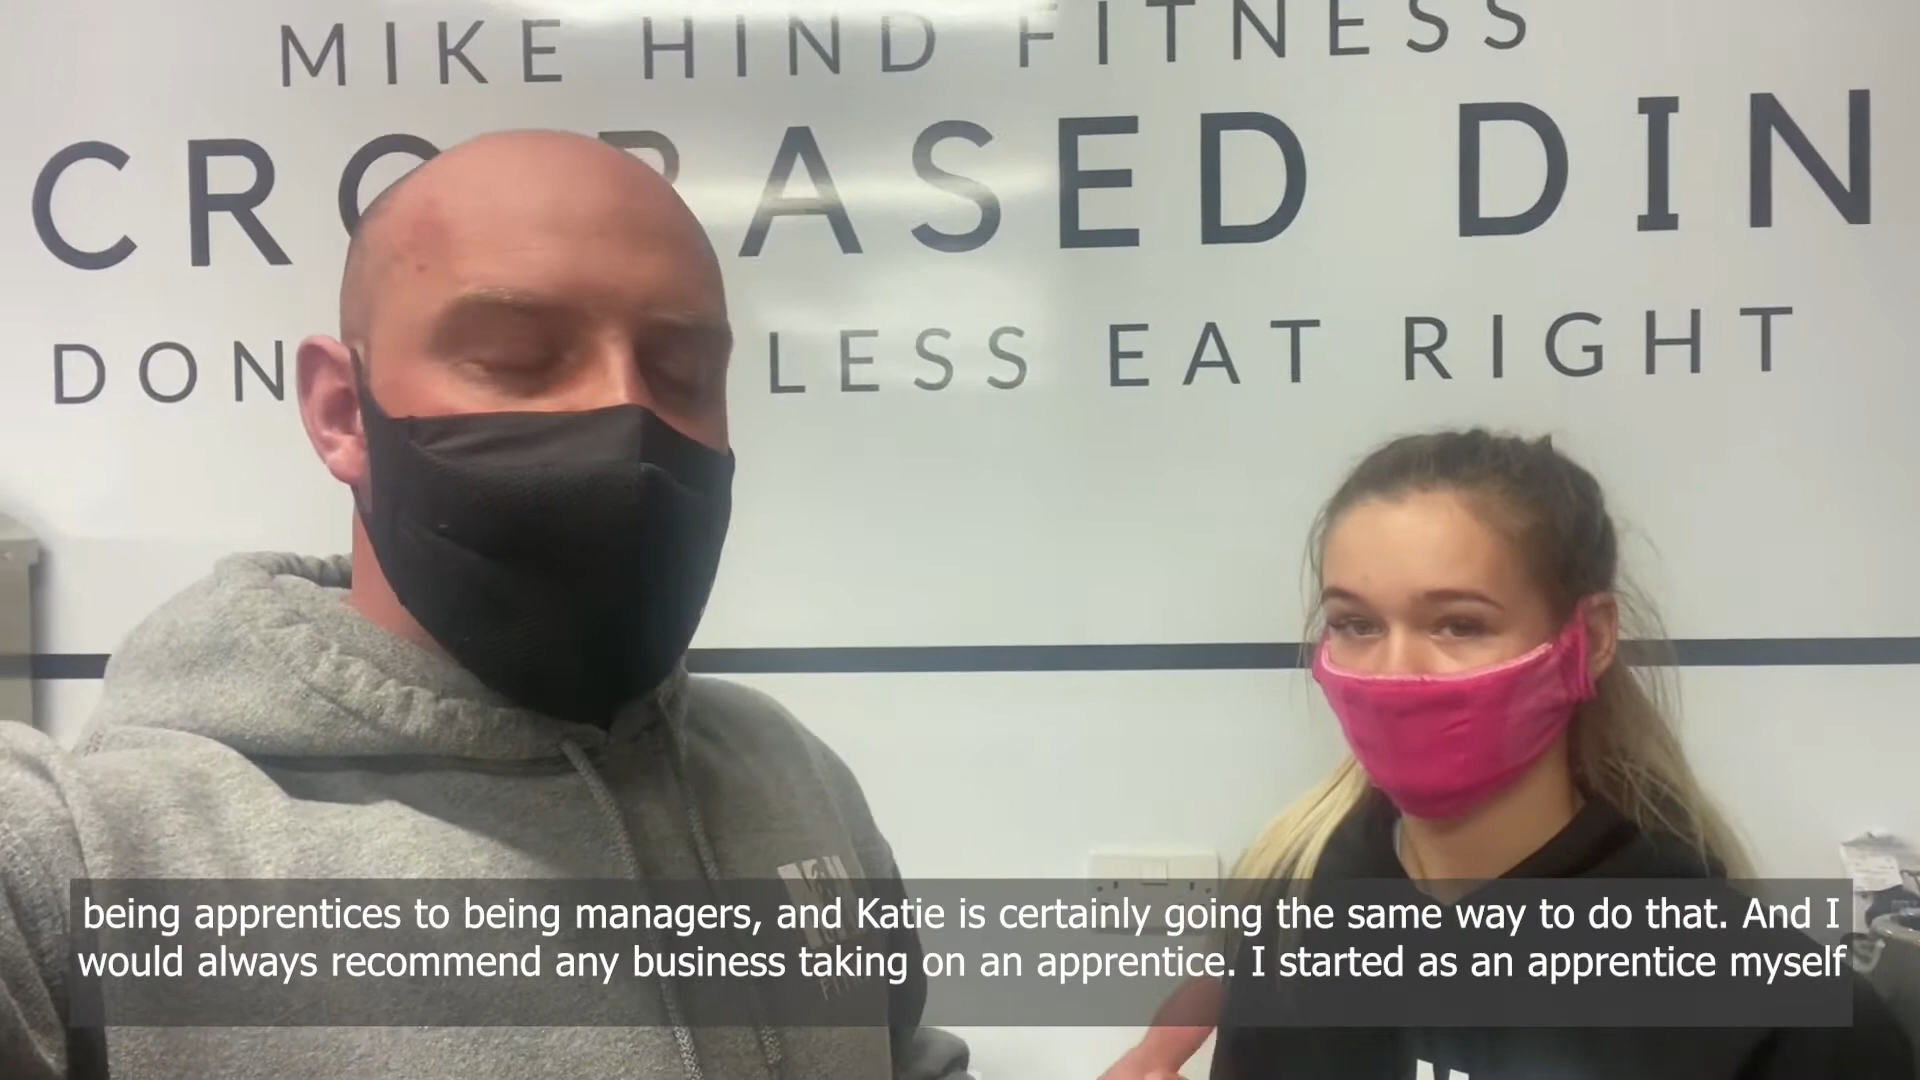 MIKE HIND FITNESS
CRO BASED DIN
DON LESS EAT RIGHT
being apprentices to being managers, and Katie is certainly going the same way to do that. And I
would always recommend any business taking on an apprentice. I started as an apprentice myself